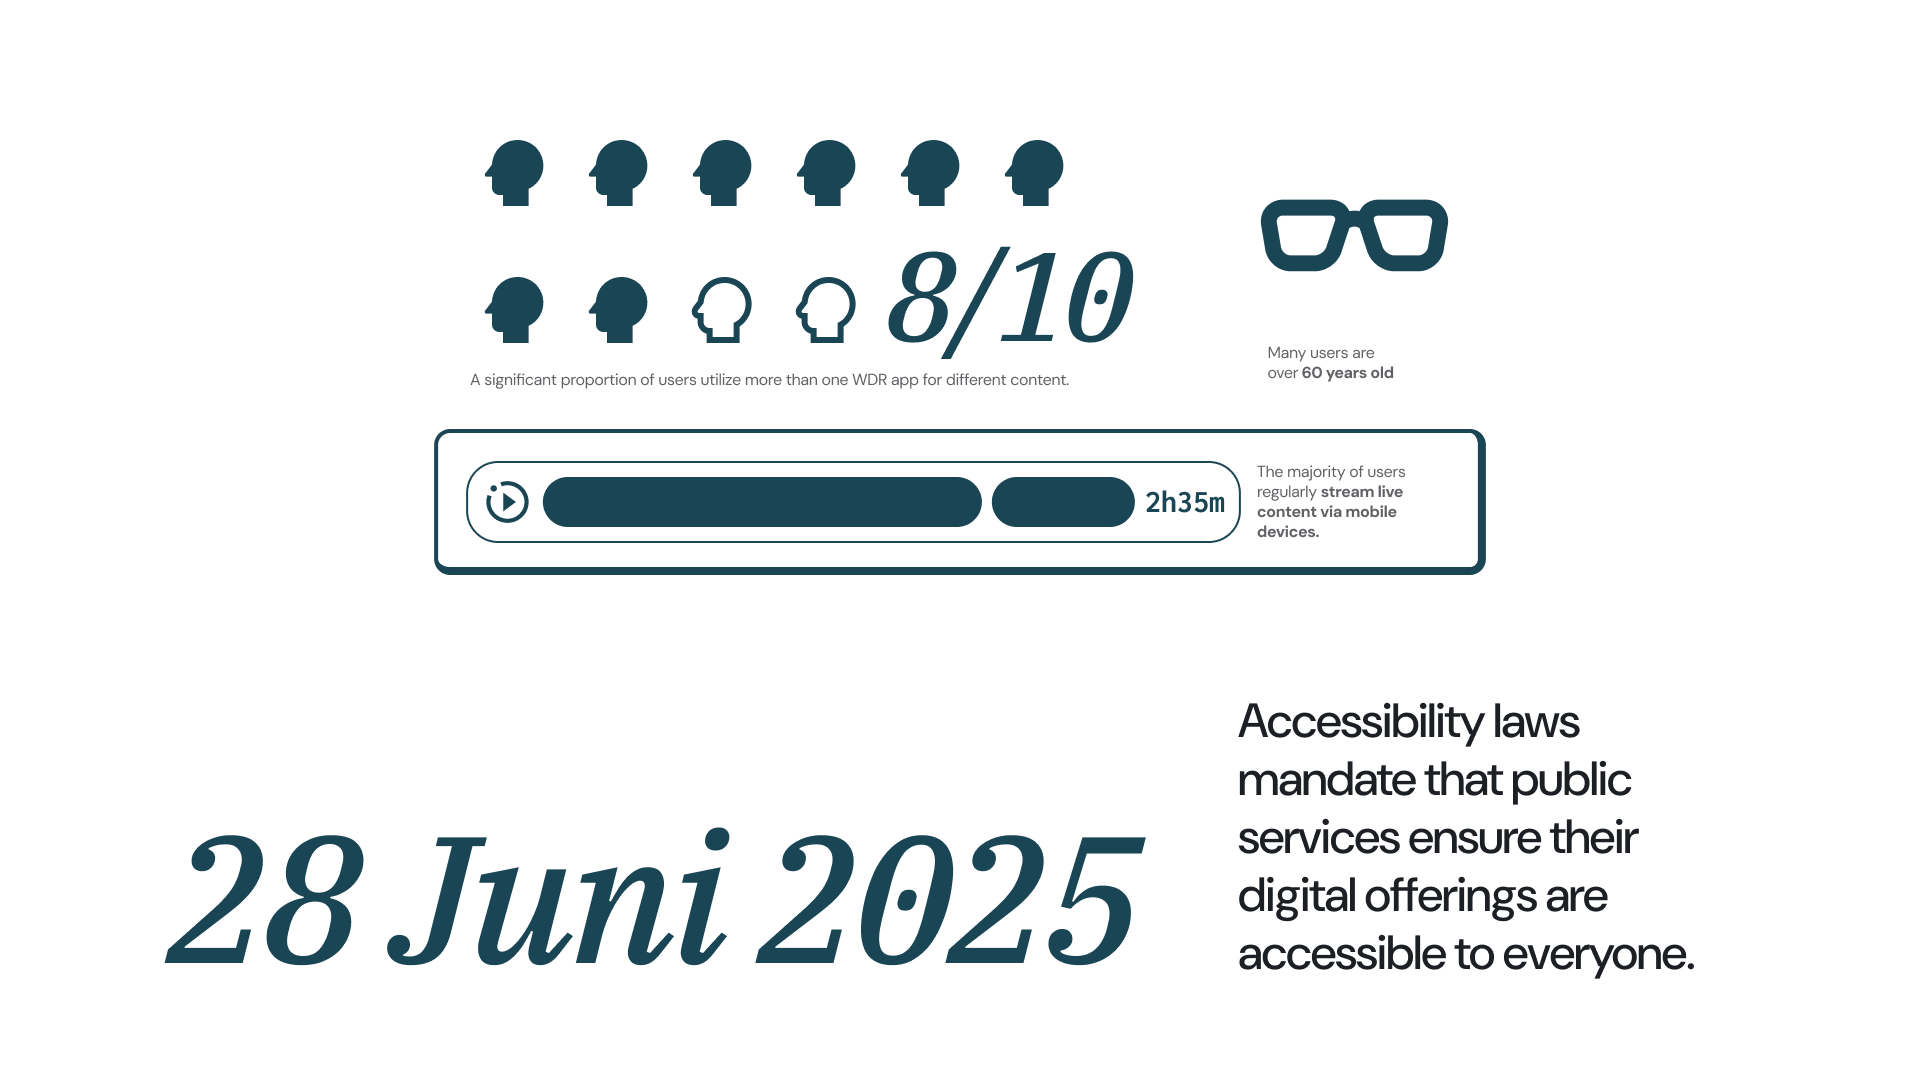 8/10
A significant proportion of users utilize more than one WDR app for different content.
Many users are
over 60 years old
2h35m
The majority of users
regularly stream live
content via mobile
devices.
28 Juni 2025
Accessibility laws
mandate that public
services ensure their
digital offerings are
accessible to everyone.